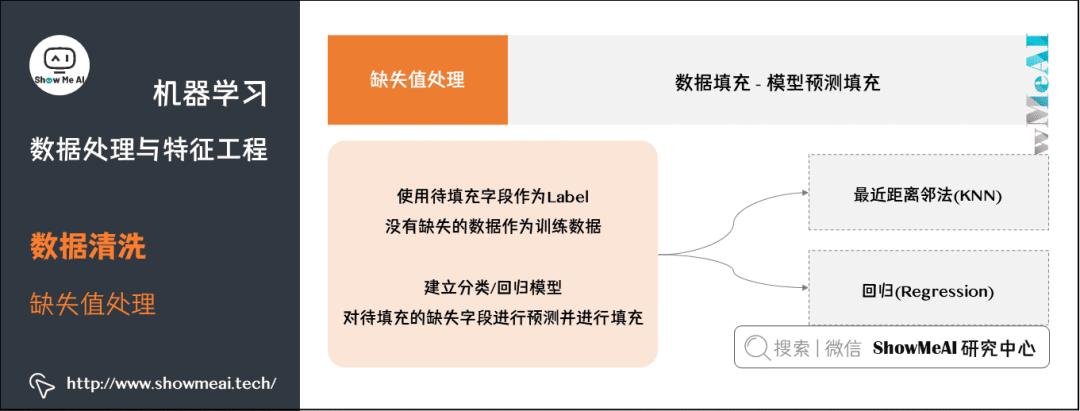 AI
Show Me AI
机器学习
数据处理与特征工程
数据清洗
缺失值处理
http://www.showmeai.tech/
缺失值处理
数据填充 - 模型预测填充
wMeAI
使用待填充字段作为Label
没有缺失的数据作为训练数据
建立分类/回归模型
对待填充的缺失字段进行预测并进行填充
最近距离邻法(KNN)
回归(Regression)
搜索 | 微信 ShowMeAI 研究中心